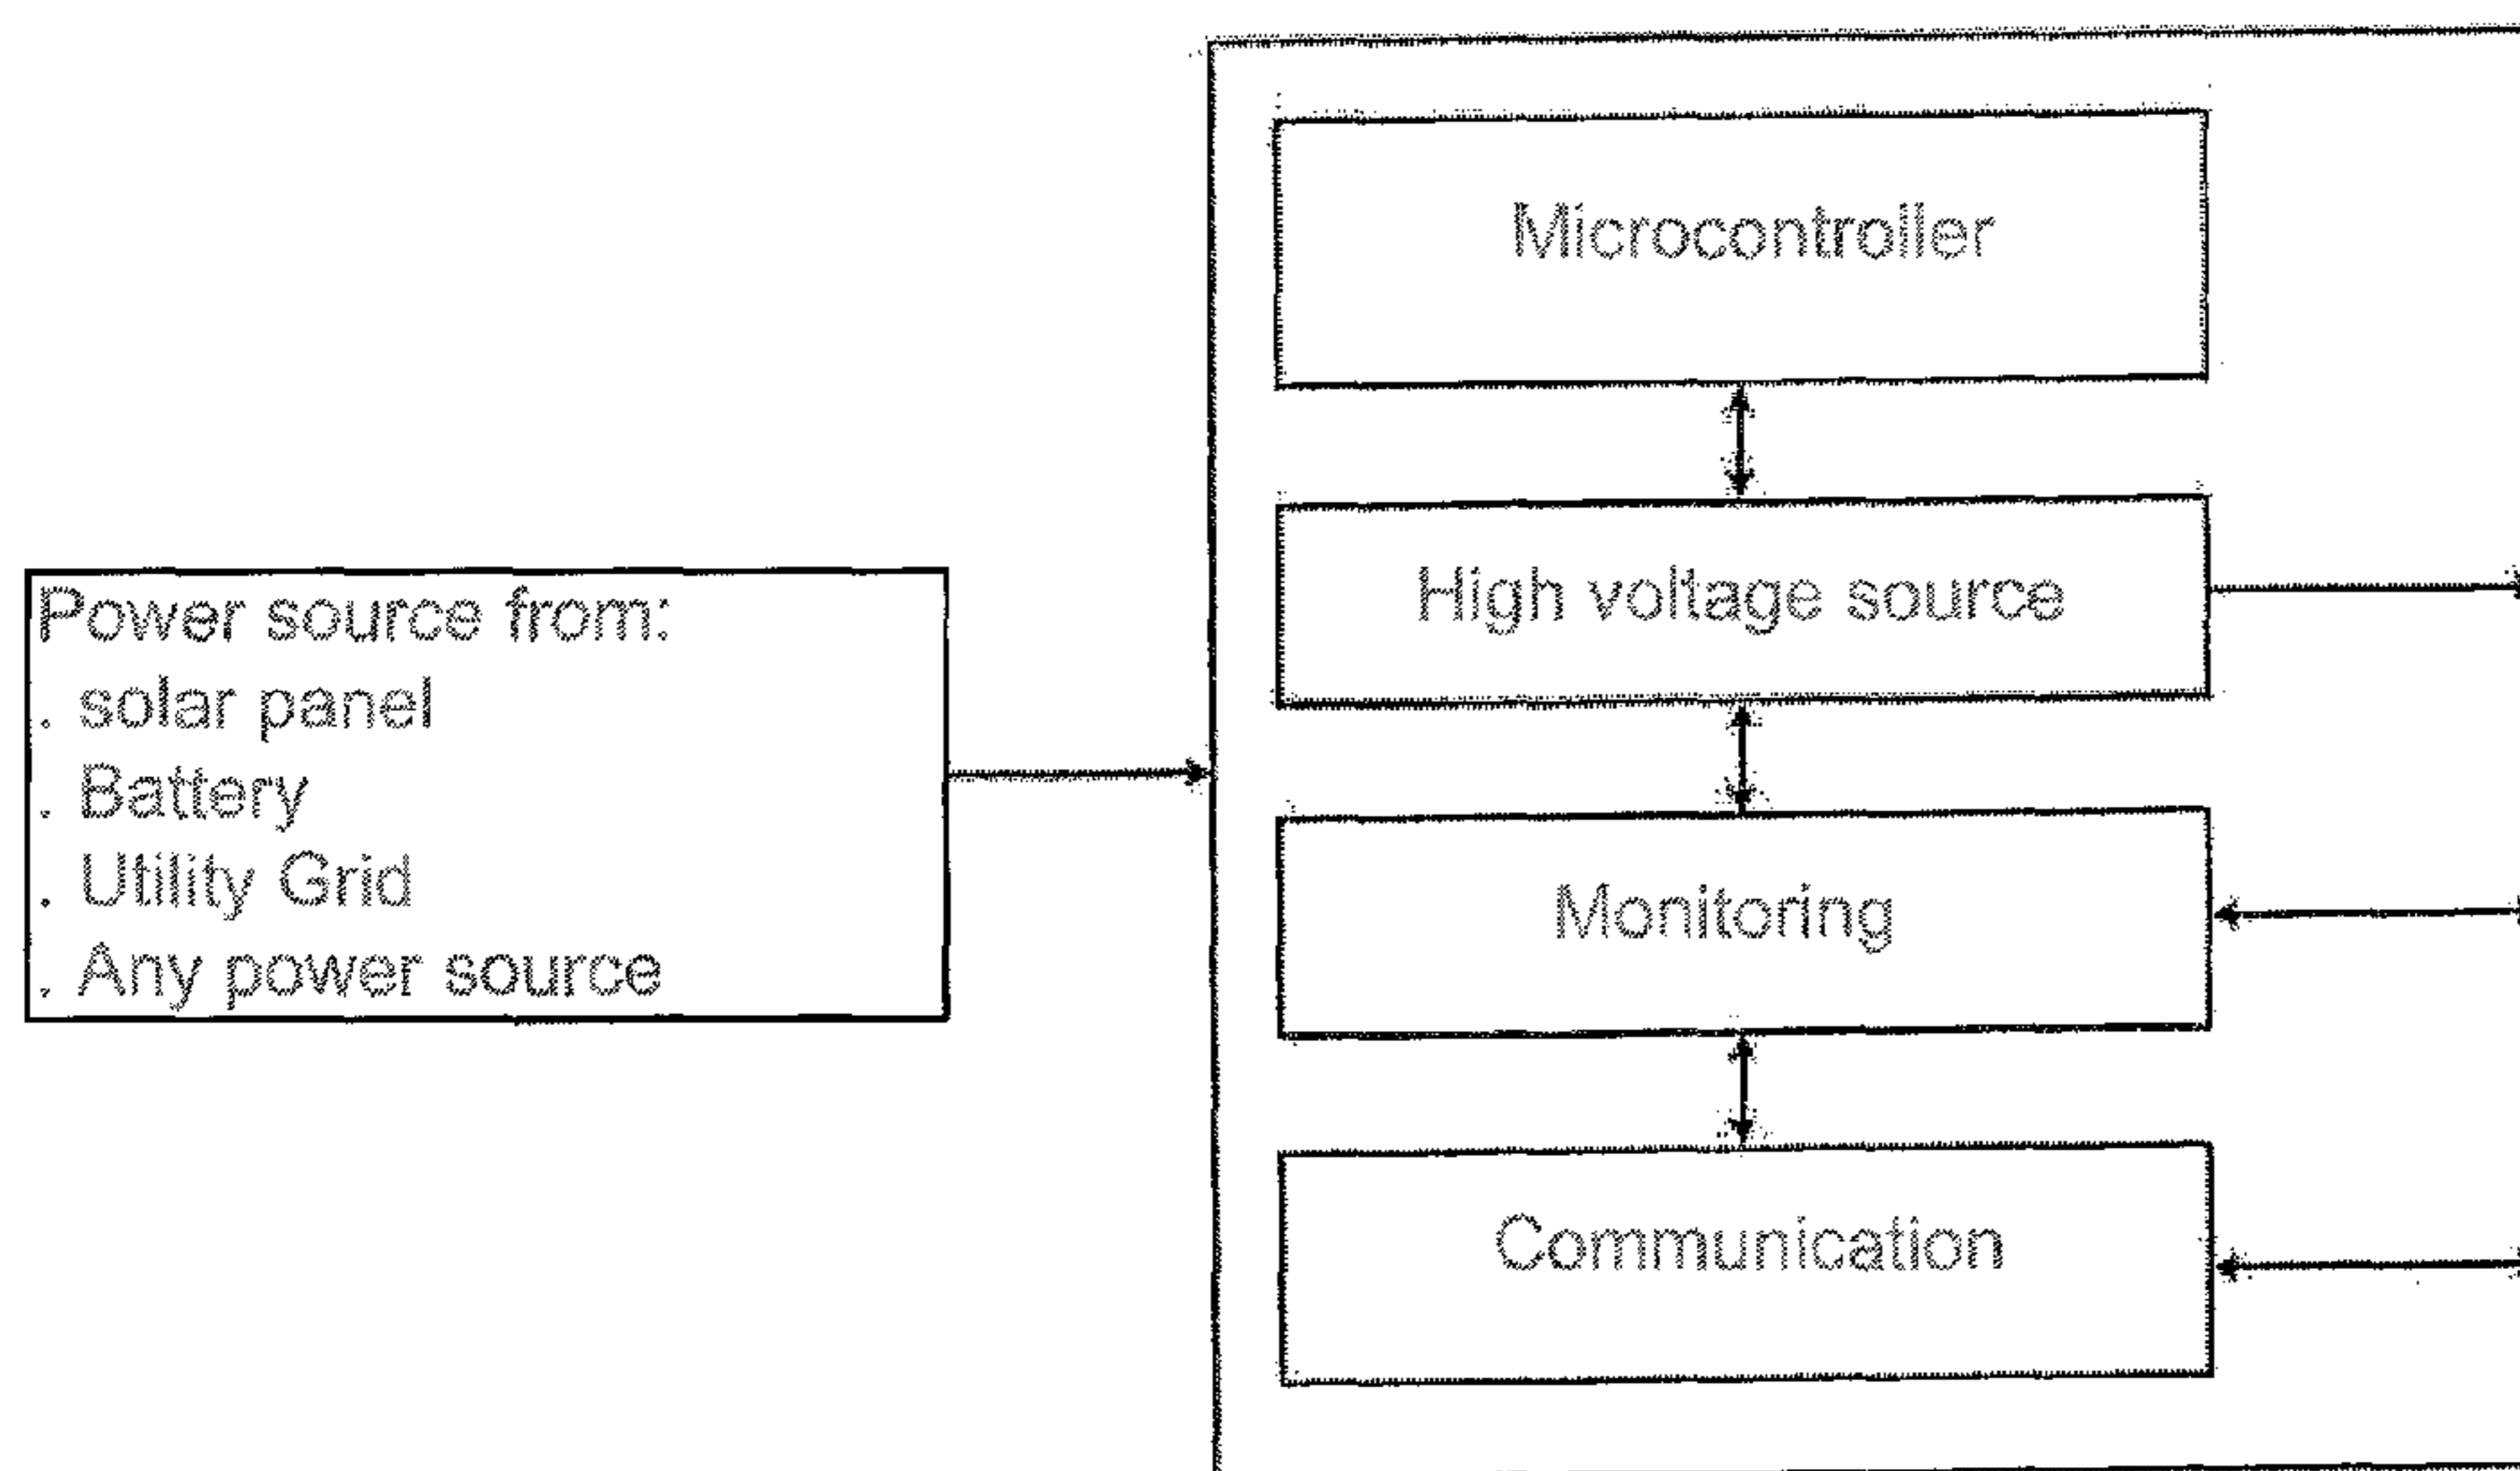 Microcontroller
High voltage source
Power source from:
. solar panel
. Battery
. Utility Grid
. Any power source
Monitoring
Communication